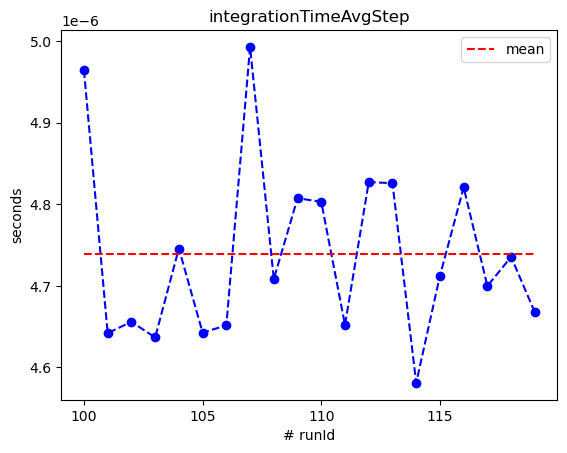 integrationTimeAvgStep
1e−6
mean
5.0
4.9
4.8
4.7
4.6
seconds
100
105
110
115
# runId